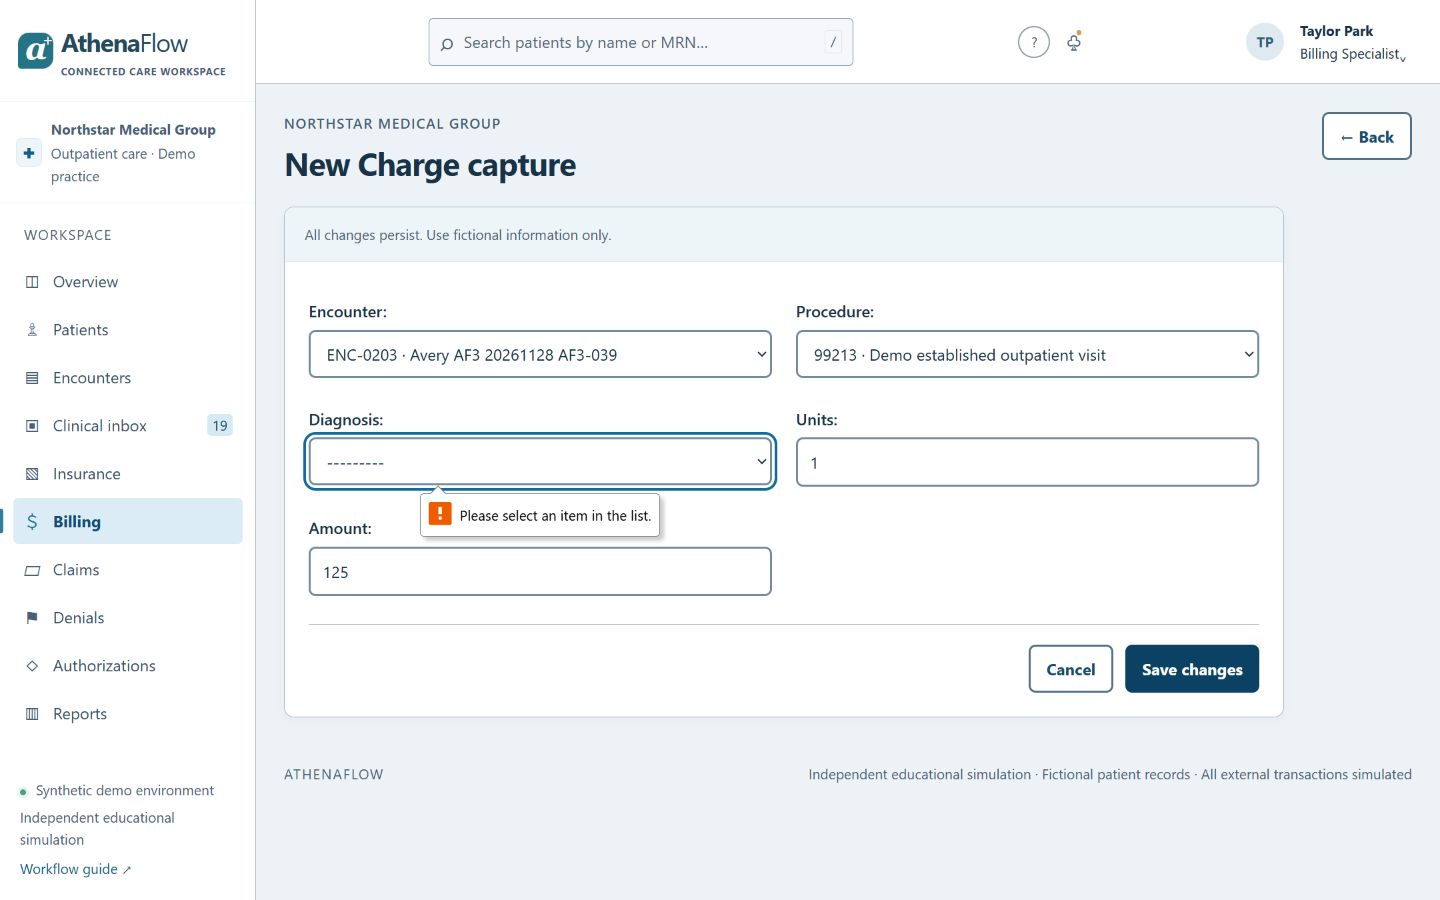 AthenaFlow
CONNECTED CARE WORKSPACE
Search patients by name or MRN...
/
?
TP
Taylor Park
Billing Specialist
Northstar Medical Group
Outpatient care · Demo
practice
WORKSPACE
Overview
Patients
Encounters
Clinical inbox
19
Insurance
$ Billing
Claims
Denials
Authorizations
Reports
Synthetic demo environment
Independent educational
simulation
Workflow guide ↗
NORTHSTAR MEDICAL GROUP
New Charge capture
← Back
All changes persist. Use fictional information only.
Encounter:
ENC-0203 · Avery AF3 20261128 AF3-039
Procedure:
99213 · Demo established outpatient visit
Diagnosis:
---------
Please select an item in the list.
Units:
1
Amount:
125
Cancel
Save changes
ATHENAFLOW
Independent educational simulation · Fictional patient records · All external transactions simulated